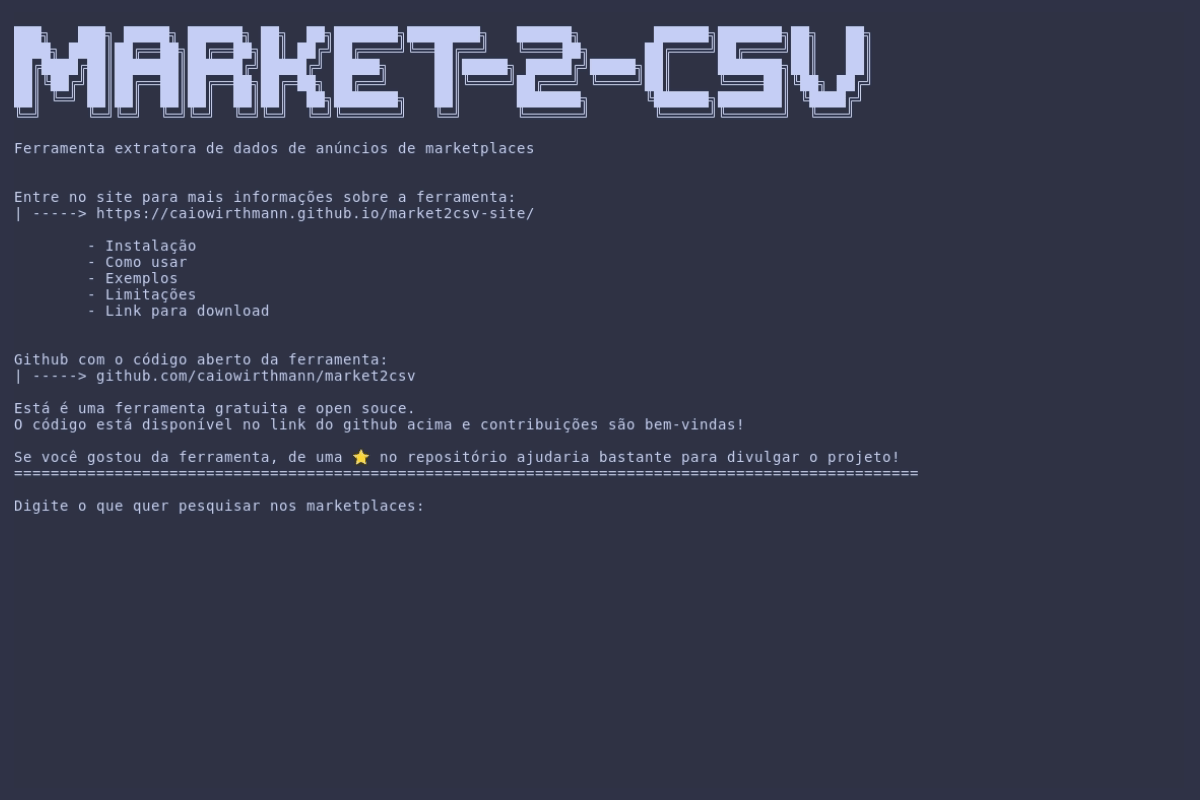 MARKET-2-CSV
Ferramenta extratora de dados de anúncios de marketplaces
Entre no site para mais informações sobre a ferramenta:
| -----> https://caiowirthmann.github.io/market2csv-site/
- Instalação
- Como usar
- Exemplos
- Limitações
- Link para download
Github com o código aberto da ferramenta:
| -----> github.com/caiowirthmann/market2csv
Está é uma ferramenta gratuita e open souce.
O código está disponível no link do github acima e contribuições são bem-vindas!
Se você gostou da ferramenta, de uma ⭐ no repositório ajudaria bastante para divulgar o projeto!
===================================================================================================
Digite o que quer pesquisar nos marketplaces: